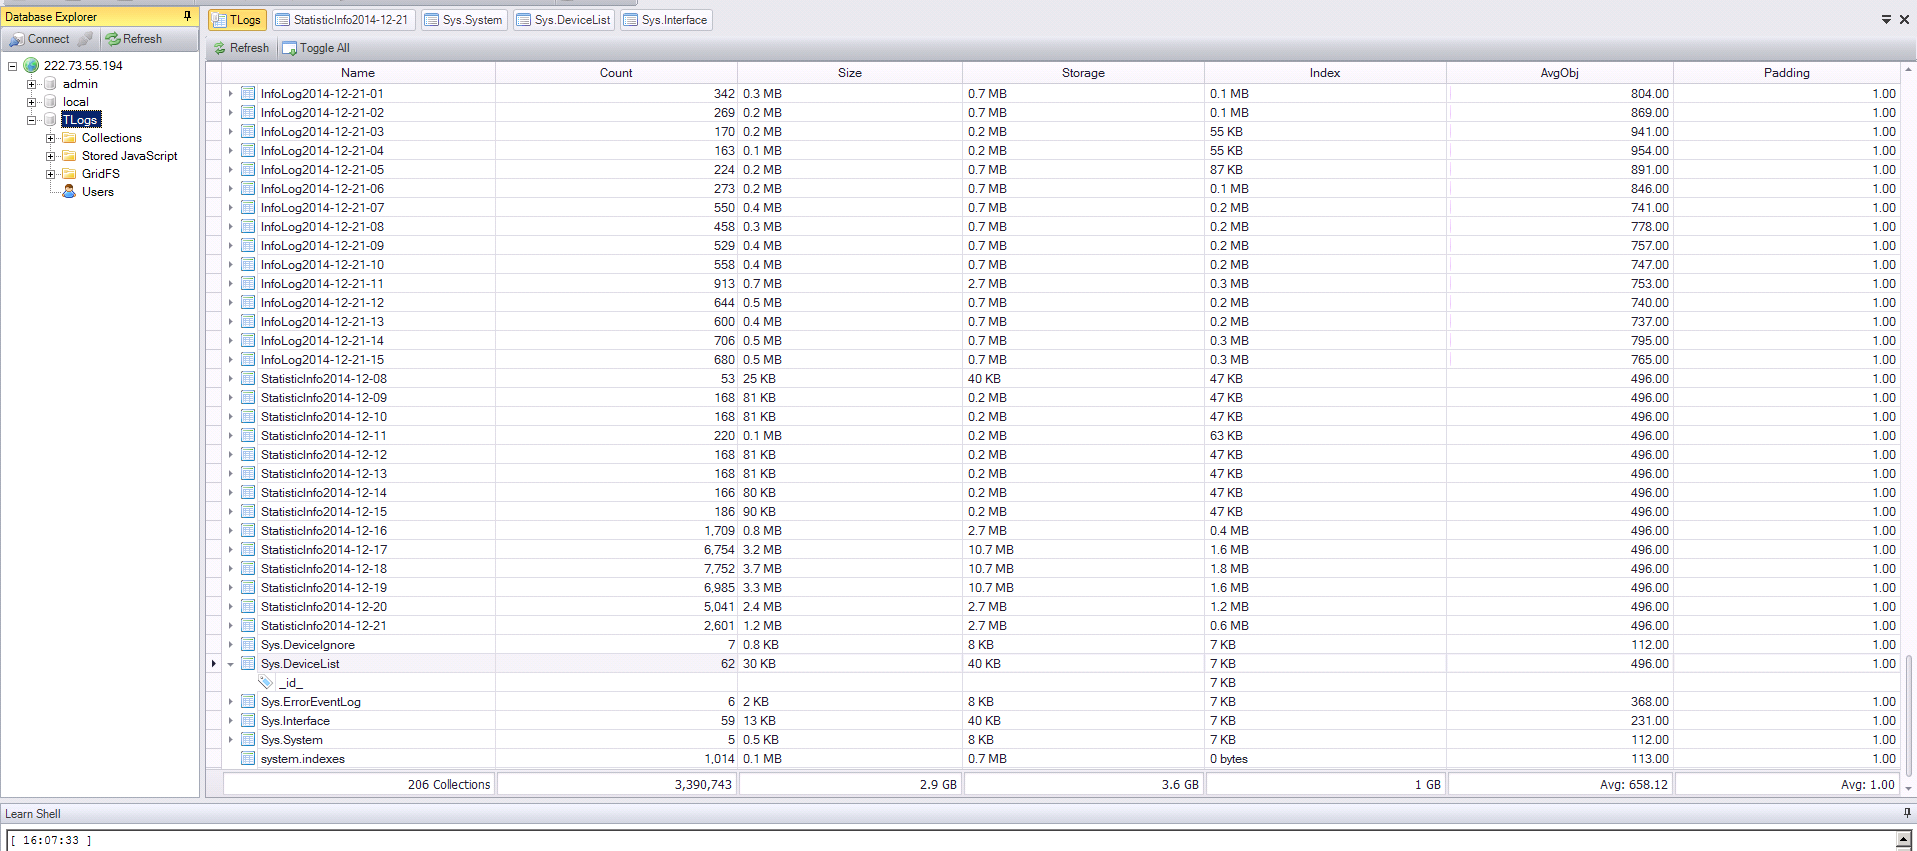 Database Explorer
TLogs StatisticInfo2014-12-21 Sys.System Sys.DeviceList Sys.Interface
Connect Refresh
Refresh Toggle All
222.73.55.194
admin
local
TLogs
Collections
Stored JavaScript
GridFS
Users
Name Count Size Storage Index AvgObj Padding
InfoLog2014-12-21-01 342 0.3 MB 0.7 MB 0.1 MB 804.00 1.00
InfoLog2014-12-21-02 269 0.2 MB 0.7 MB 0.1 MB 869.00 1.00
InfoLog2014-12-21-03 170 0.2 MB 0.2 MB 55 KB 941.00 1.00
InfoLog2014-12-21-04 163 0.1 MB 0.2 MB 55 KB 954.00 1.00
InfoLog2014-12-21-05 224 0.2 MB 0.7 MB 87 KB 891.00 1.00
InfoLog2014-12-21-06 273 0.2 MB 0.7 MB 0.1 MB 846.00 1.00
InfoLog2014-12-21-07 550 0.4 MB 0.7 MB 0.2 MB 741.00 1.00
InfoLog2014-12-21-08 458 0.3 MB 0.7 MB 0.2 MB 778.00 1.00
InfoLog2014-12-21-09 529 0.4 MB 0.7 MB 0.2 MB 757.00 1.00
InfoLog2014-12-21-10 558 0.4 MB 0.7 MB 0.2 MB 747.00 1.00
InfoLog2014-12-21-11 913 0.7 MB 2.7 MB 0.3 MB 753.00 1.00
InfoLog2014-12-21-12 644 0.5 MB 0.7 MB 0.2 MB 740.00 1.00
InfoLog2014-12-21-13 600 0.4 MB 0.7 MB 0.2 MB 737.00 1.00
InfoLog2014-12-21-14 706 0.5 MB 0.7 MB 0.3 MB 795.00 1.00
InfoLog2014-12-21-15 680 0.5 MB 0.7 MB 0.3 MB 765.00 1.00
StatisticInfo2014-12-08 53 25 KB 40 KB 47 KB 496.00 1.00
StatisticInfo2014-12-09 168 81 KB 0.2 MB 47 KB 496.00 1.00
StatisticInfo2014-12-10 168 81 KB 0.2 MB 47 KB 496.00 1.00
StatisticInfo2014-12-11 220 0.1 MB 0.2 MB 63 KB 496.00 1.00
StatisticInfo2014-12-12 168 81 KB 0.2 MB 47 KB 496.00 1.00
StatisticInfo2014-12-13 168 81 KB 0.2 MB 47 KB 496.00 1.00
StatisticInfo2014-12-14 166 80 KB 0.2 MB 47 KB 496.00 1.00
StatisticInfo2014-12-15 186 90 KB 0.2 MB 47 KB 496.00 1.00
StatisticInfo2014-12-16 1,709 0.8 MB 2.7 MB 0.4 MB 496.00 1.00
StatisticInfo2014-12-17 6,754 3.2 MB 10.7 MB 1.6 MB 496.00 1.00
StatisticInfo2014-12-18 7,752 3.7 MB 10.7 MB 1.8 MB 496.00 1.00
StatisticInfo2014-12-19 6,985 3.3 MB 10.7 MB 1.6 MB 496.00 1.00
StatisticInfo2014-12-20 5,041 2.4 MB 2.7 MB 1.2 MB 496.00 1.00
StatisticInfo2014-12-21 2,601 1.2 MB 2.7 MB 0.6 MB 496.00 1.00
Sys.DeviceIgnore 7 0.8 KB 8 KB 7 KB 112.00 1.00
Sys.DeviceList 62 30 KB 40 KB 7 KB 496.00 1.00
_id_ 7 KB
Sys.ErrorEventLog 6 2 KB 8 KB 7 KB 368.00 1.00
Sys.Interface 59 13 KB 40 KB 7 KB 231.00 1.00
Sys.System 5 0.5 KB 8 KB 7 KB 112.00 1.00
system.indexes 1,014 0.1 MB 0.7 MB 0 bytes 113.00 1.00
206 Collections 3,390,743 2.9 GB 3.6 GB 1 GB Avg: 658.12 Avg: 1.00
Learn Shell
[ 16:07:33 ]